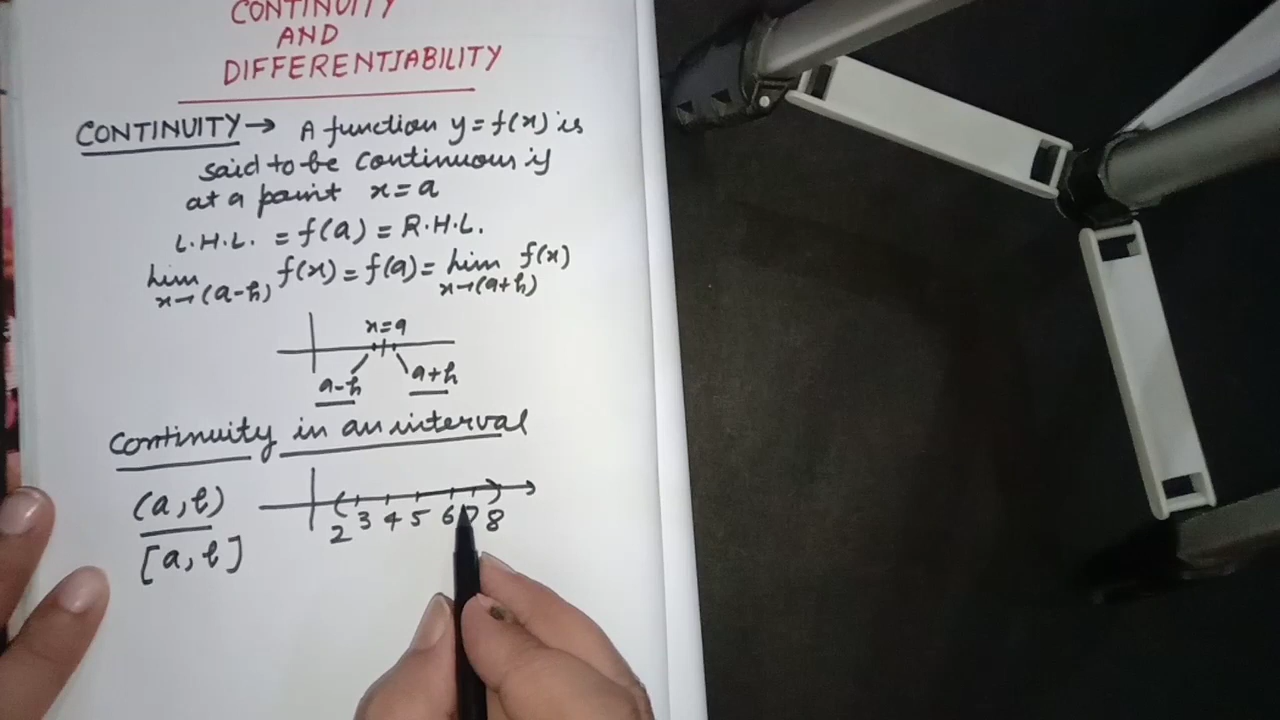 CONTINUITY
AND
DIFFERENTIABILITY
CONTINUITY → A function y = f(x) is
said to be continuous if
at a point x = a
L.H.L. = f(a) = R.H.L.
lim x→(a-h) f(x) = f(a) = lim x→(a+h) f(x)
x=a
a-h a+h
Continuity in an interval
(a,b)
2 3 4 5 6 7 8
[a,b]